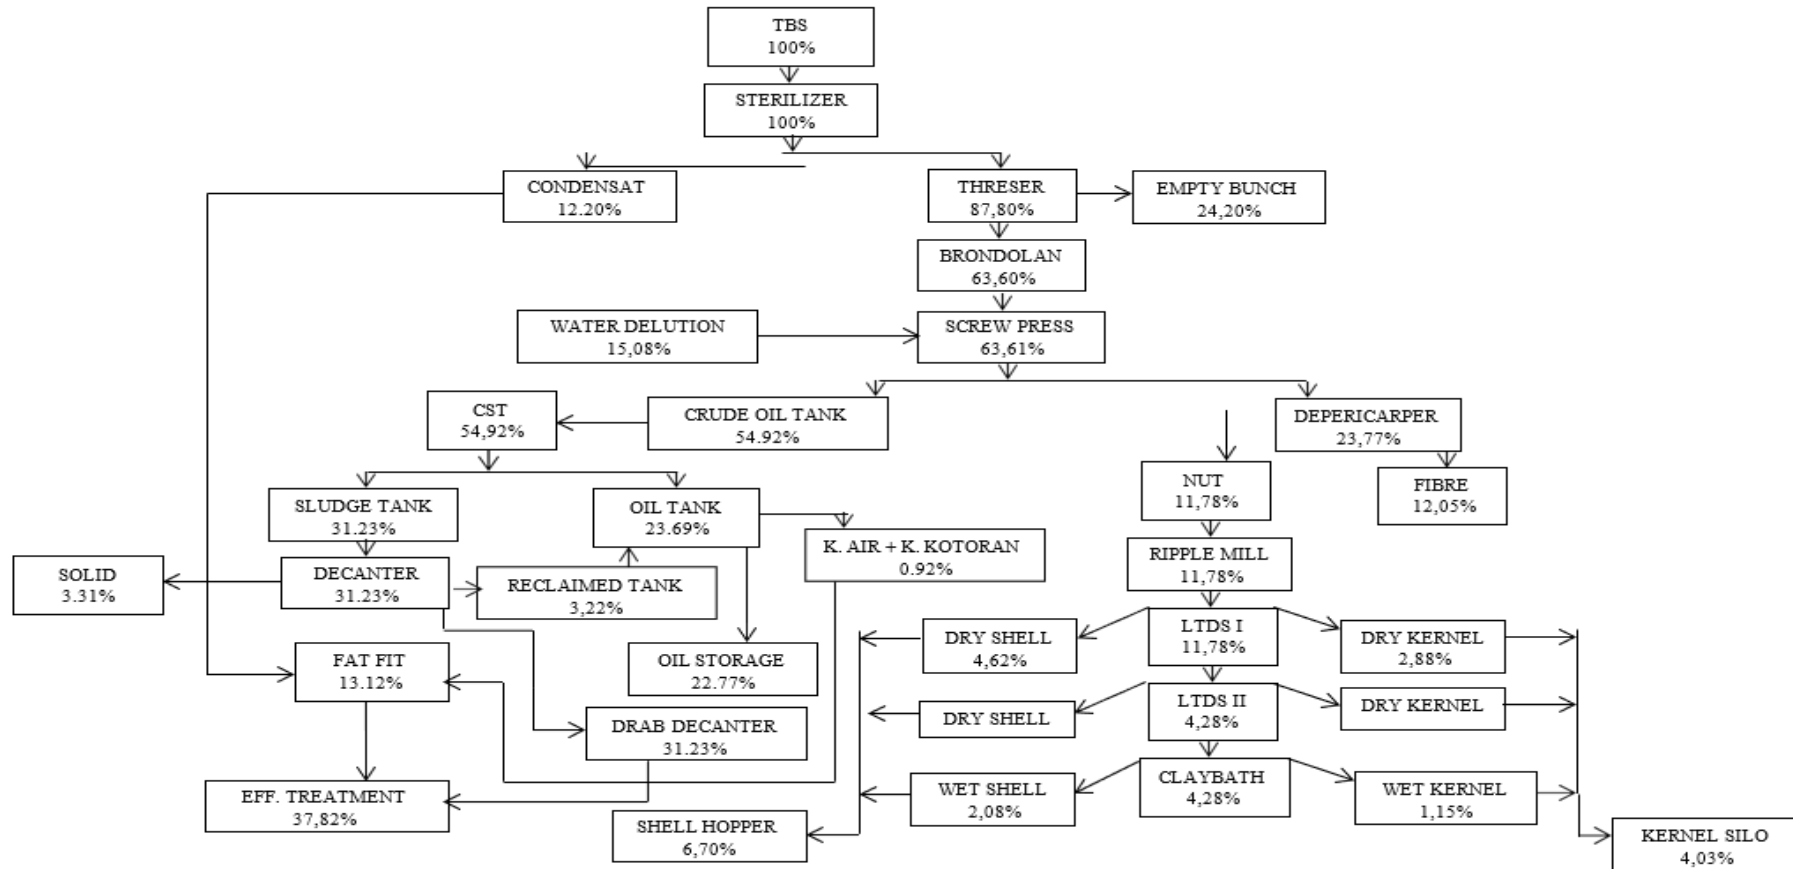 TBS
100%
STERILIZER
100%
CONDENSAT
12.20%
THRESER
87,80%
EMPTY BUNCH
24,20%
BRONDOLAN
63,60%
WATER DELUTION
15,08%
SCREW PRESS
63,61%
CST
54,92%
CRUDE OIL TANK
54.92%
DEPERICARPER
23,77%
NUT
11,78%
FIBRE
12,05%
SLUDGE TANK
31.23%
OIL TANK
23.69%
K. AIR + K. KOTORAN
0.92%
RIPPLE MILL
11,78%
SOLID
3.31%
DECANTER
31.23%
RECLAIMED TANK
3,22%
DRY SHELL
4,62%
LTDS I
11,78%
DRY KERNEL
2,88%
FAT FIT
13.12%
OIL STORAGE
22.77%
DRY SHELL
LTDS II
4,28%
DRY KERNEL
DRAB DECANTER
31.23%
EFF. TREATMENT
37,82%
WET SHELL
2,08%
CLAYBATH
4,28%
WET KERNEL
1,15%
SHELL HOPPER
6,70%
KERNEL SILO
4,03%